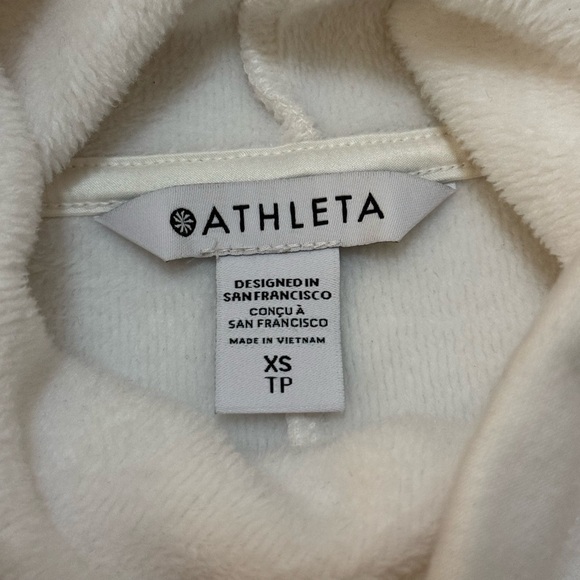 ATHLETA
DESIGNED IN
SAN FRANCISCO
CONÇU À
SAN FRANCISCO
MADE IN VIETNAM
XS
TP